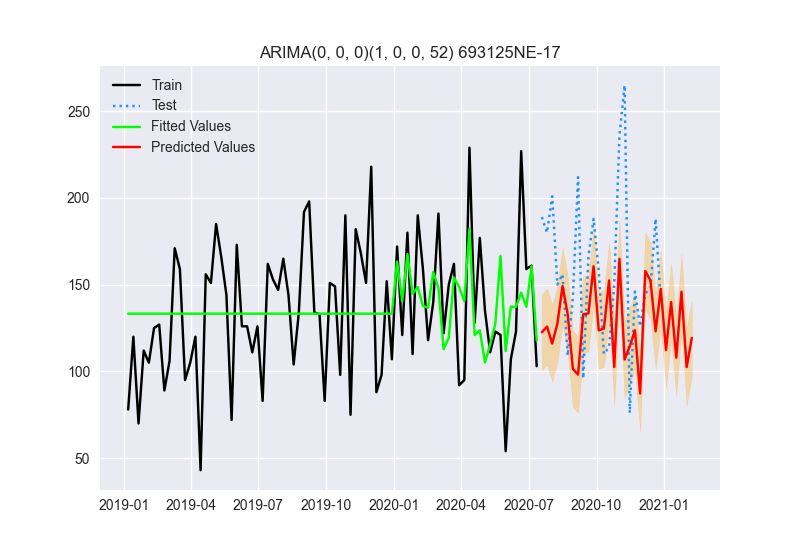 ARIMA(0, 0, 0)(1, 0, 0, 52) 693125NE-17
Train
Test
Fitted Values
Predicted Values
250
200
150
100
50
2019-01 2019-04 2019-07 2019-10 2020-01 2020-04 2020-07 2020-10 2021-01